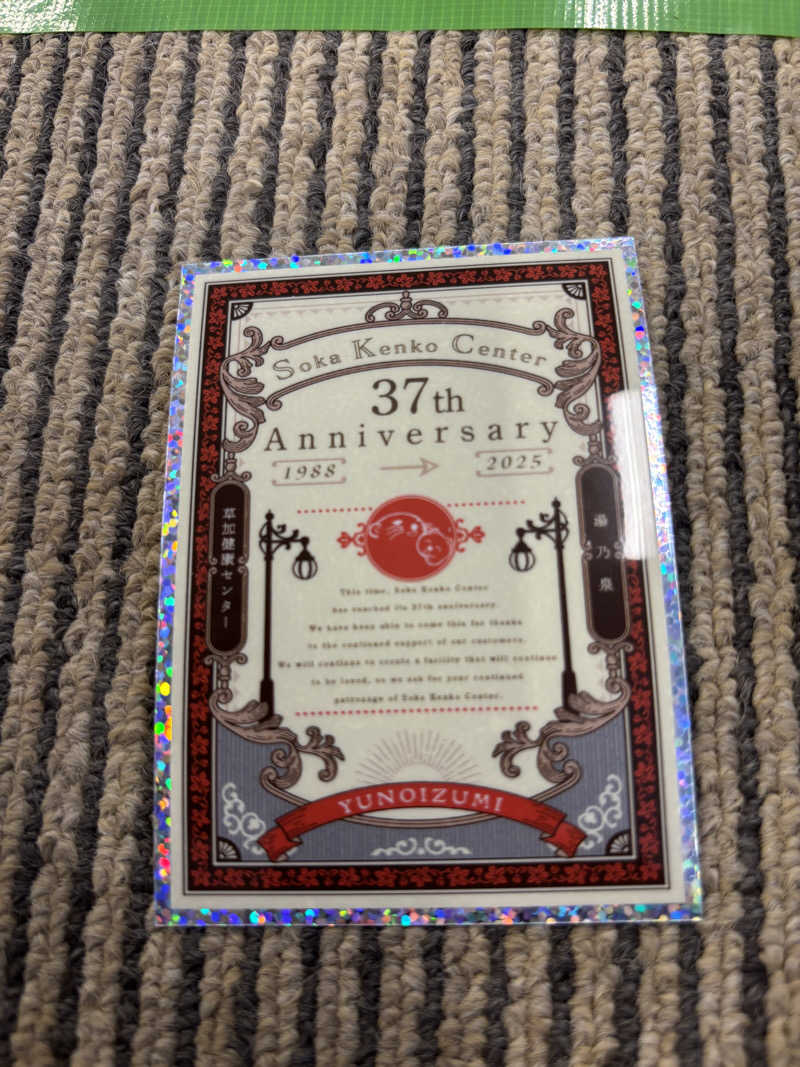 Soka Kenko Center
37th
Anniversary
1988 → 2025
草加健康センター
湯乃泉
This time, Soka Kenko Center
has reached its 37th anniversary.
We have been able to come this far thanks
to the continued support of our customers.
We will continue to create a facility that will continue
to be loved, so we ask for your continued
patronage of Soka Kenko Center.
YUNOIZUMI